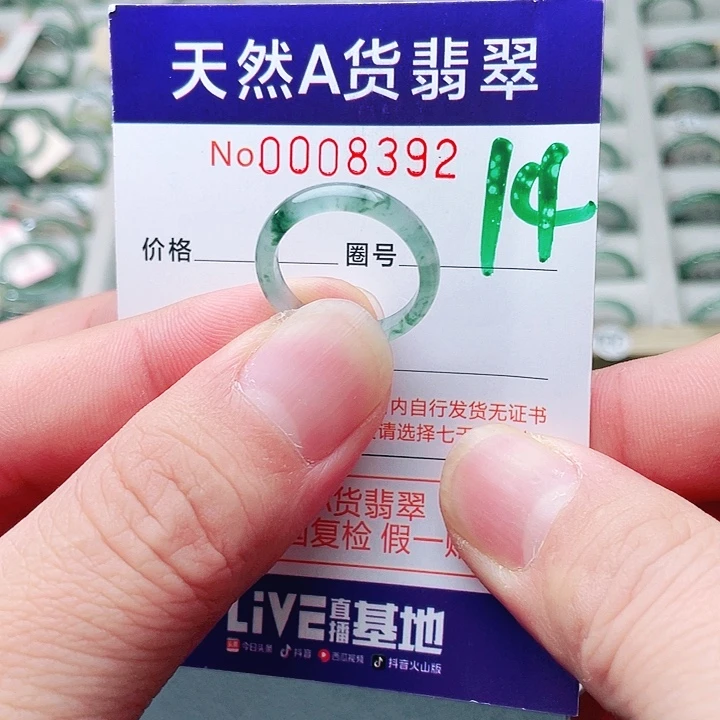 天然A货翡翠
No0008392
14
价格 圈号
内自行发货无证书
请选择七天
货翡翠
复检 假一
LiVE直播基地
今日头条 抖音 西瓜视频 抖音火山版